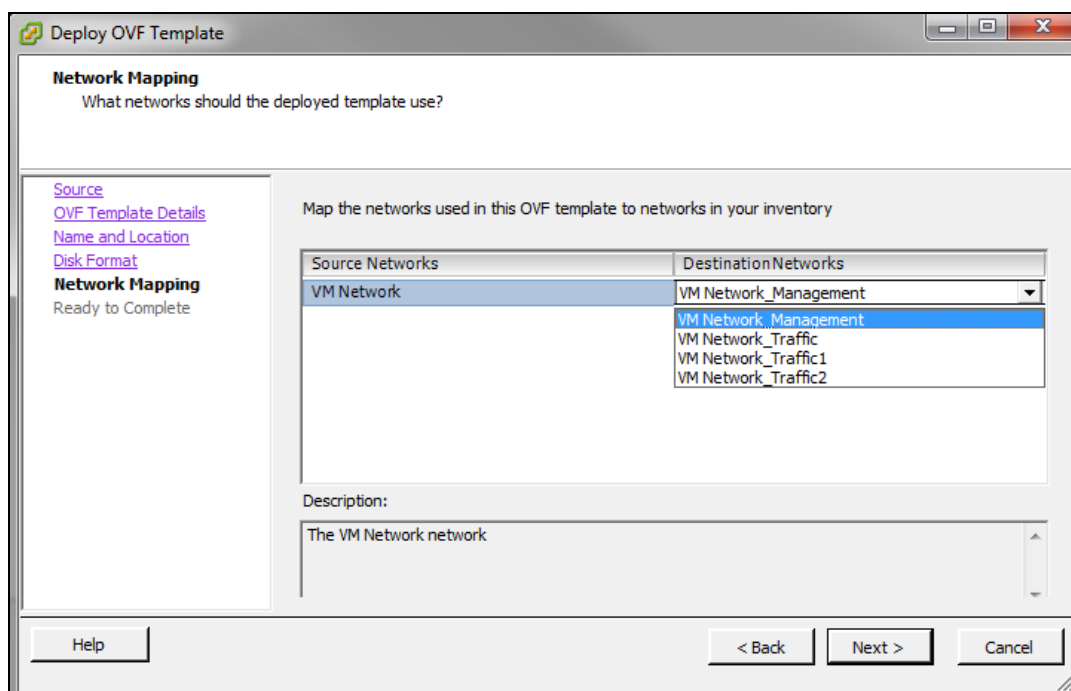 Deploy OVF Template
Network Mapping
What networks should the deployed template use?
Source
OVF Template Details
Name and Location
Disk Format
Network Mapping
Ready to Complete
Map the networks used in this OVF template to networks in your inventory
Source Networks DestinationNetworks
VM Network VM Network_Management
VM Network_Management
VM Network_Traffic
VM Network_Traffic1
VM Network_Traffic2
Description:
The VM Network network
Help < Back Next > Cancel